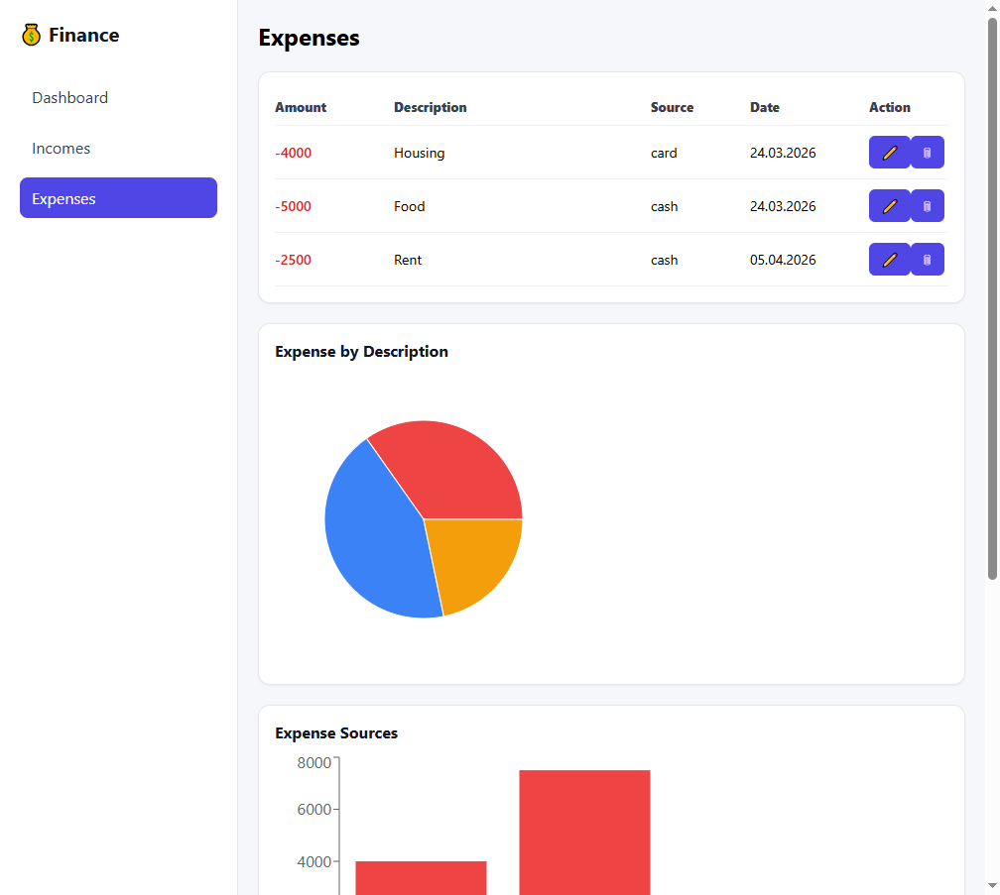 Finance
Dashboard
Incomes
Expenses
Expenses
Amount Description Source Date Action
-4000 Housing card 24.03.2026
-5000 Food cash 24.03.2026
-2500 Rent cash 05.04.2026
Expense by Description
Expense Sources
8000
6000
4000